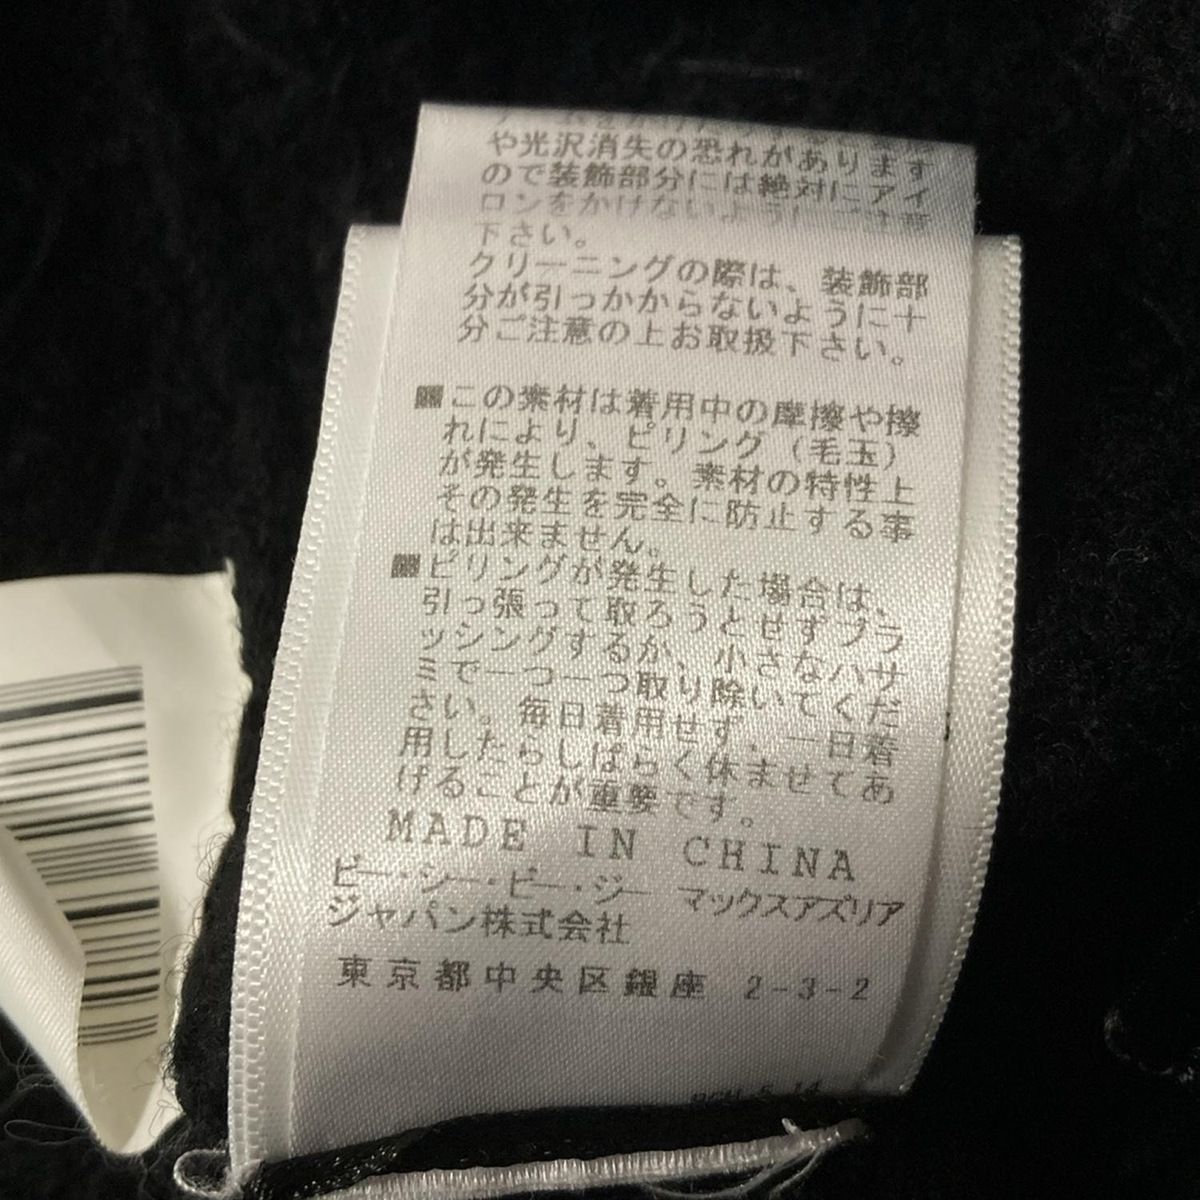 や光沢消失の恐れがあります
ので装飾部分には絶対にアイ
ロンをかけないように
下さい。
クリーニングの際は、装飾部
分が引っかからないように十
分ご注意の上お取扱下さい。
■この素材は着用中の摩擦や擦
れにより、ピリング(毛玉)
が発生します。素材の特性上
その発生を完全に防止する事
は出来ません。
■ピリングが発生した場合は、
引っ張って取ろうとせずブラ
ッシングするか、小さなハサ
ミで一つ一つ取り除いてくだ
さい。毎日着用せず、一日着
用したらしばらく休ませてあ
げることが重要です。
MADE IN CHINA
ビー・シー・ビー・ジー マックスアズリア
ジャパン株式会社
東京都中央区銀座 2-3-2